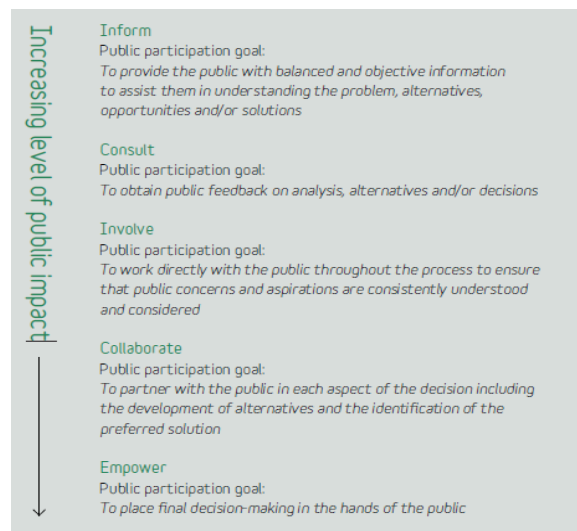 Increasing level of public impact
Inform
Public participation goal:
To provide the public with balanced and objective information
to assist them in understanding the problem, alternatives,
opportunities and/or solutions
Consult
Public participation goal:
To obtain public feedback on analysis, alternatives and/or decisions
Involve
Public participation goal:
To work directly with the public throughout the process to ensure
that public concerns and aspirations are consistently understood
and considered
Collaborate
Public participation goal:
To partner with the public in each aspect of the decision including
the development of alternatives and the identification of the
preferred solution
Empower
Public participation goal:
To place final decision-making in the hands of the public